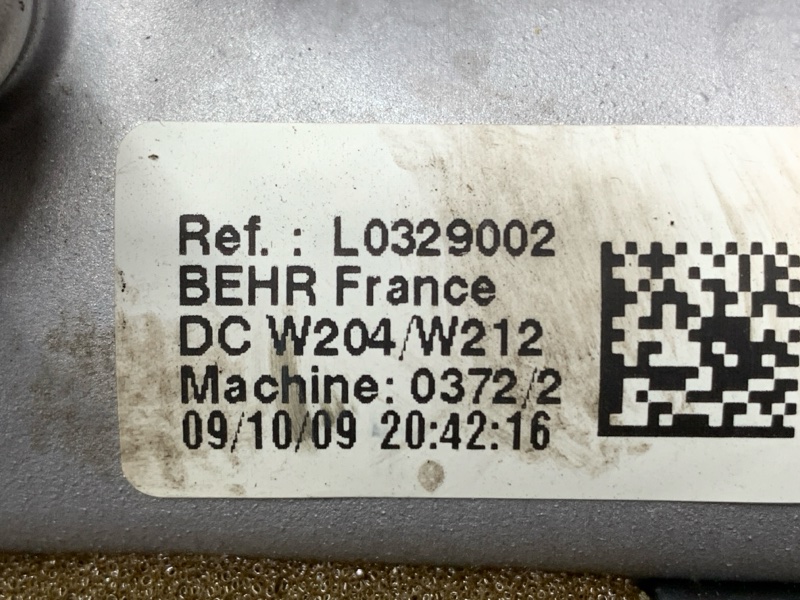 Ref. : L0329002
BEHR France
DC W204/W212
Machine: 0372/2
09/10/09 20:42:16